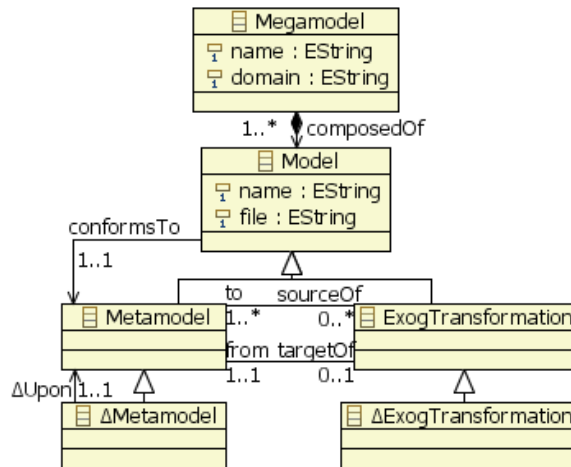 Megamodel
name : EString
domain : EString
1..* composedOf
Model
name : EString
file : EString
conformsTo
1..1
to sourceOf
Metamodel
1..* 0..*
ExogTransformation
from targetOf
1..1 0..1
ΔUpon 1..1
ΔMetamodel
ΔExogTransformation